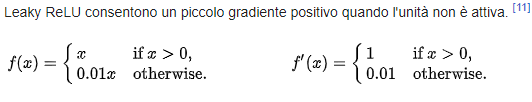 Leaky ReLU consentono un piccolo gradiente positivo quando l'unità non è attiva. [11]
f(x) = { x if x > 0, 0.01x otherwise. f′(x) = { 1 if x > 0, 0.01 otherwise.